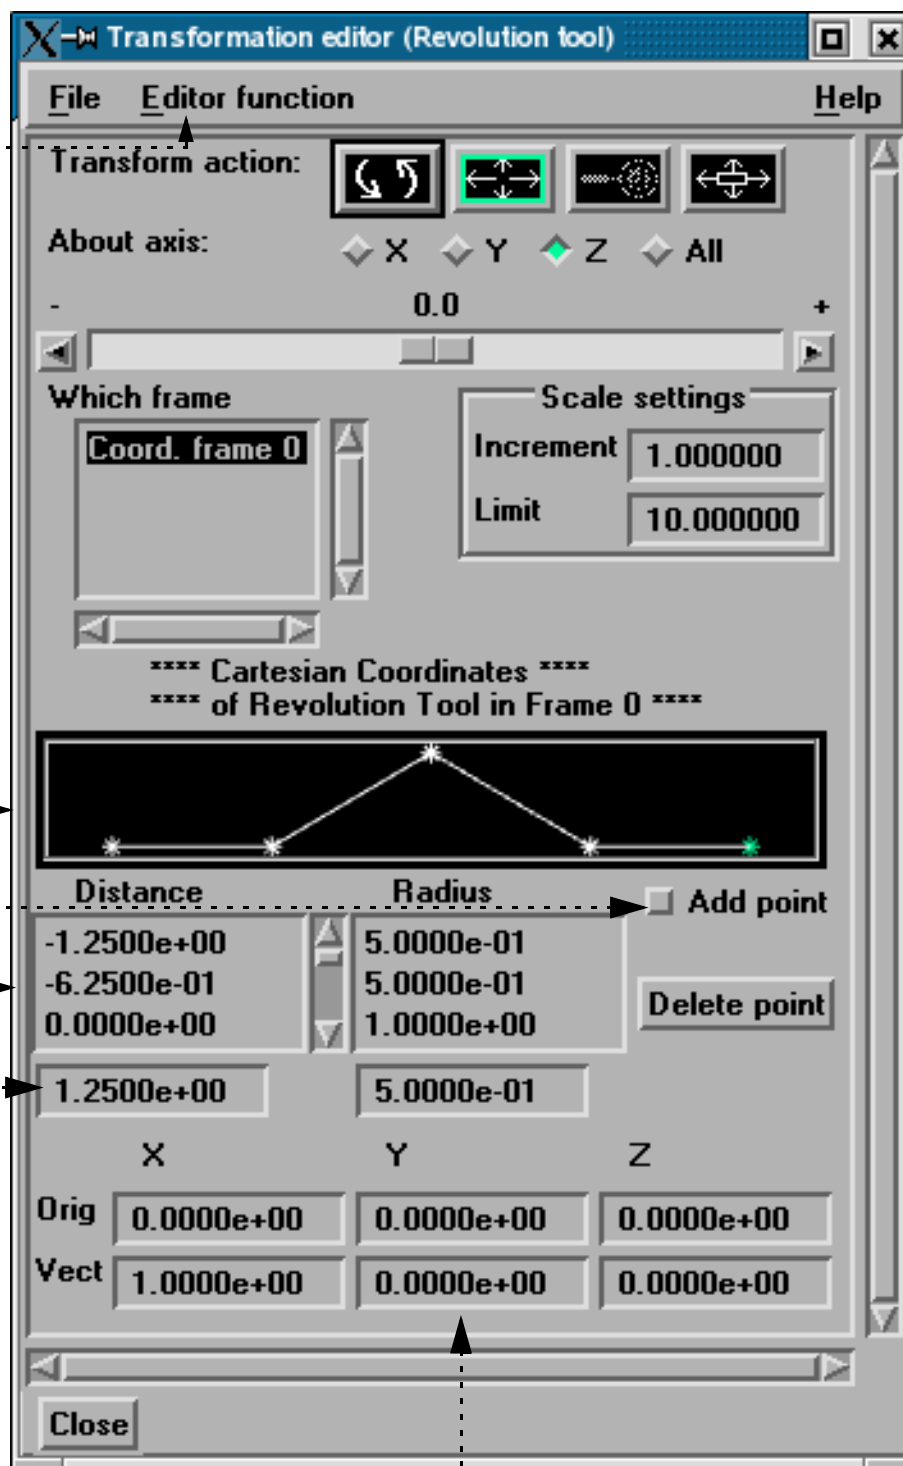 Transformation editor (Revolution tool)
File Editor function Help
Transform action:
About axis: X Y Z All
- 0.0 +
Which frame
Coord. frame 0
Scale settings
Increment 1.000000
Limit 10.000000
**** Cartesian Coordinates ****
**** of Revolution Tool in Frame 0 ****
Distance Radius Add point
-1.2500e+00 5.0000e-01
-6.2500e-01 5.0000e-01
0.0000e+00 1.0000e+00
Delete point
1.2500e+00 5.0000e-01
X Y Z
Orig 0.0000e+00 0.0000e+00 0.0000e+00
Vect 1.0000e+00 0.0000e+00 0.0000e+00
Close